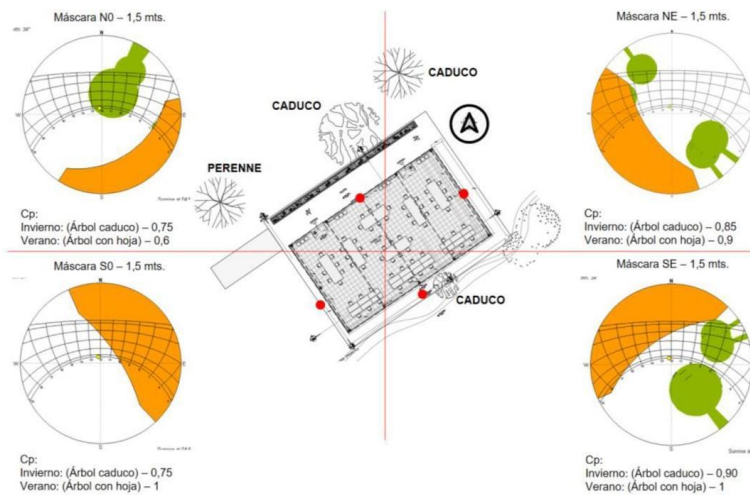 Máscara N0 – 1,5 mts.
N
W
E
S
Cp:
Invierno: (Árbol caduco) – 0,75
Verano: (Árbol con hoja) – 0,6
CADUCO
CADUCO
PERENNE
CADUCO
Máscara NE – 1,5 mts.
W
E
S
Cp:
Invierno: (Árbol caduco) – 0,85
Verano: (Árbol con hoja) – 0,9
Máscara S0 – 1,5 mts.
N
W
E
S
Cp:
Invierno: (Árbol caduco) – 0,75
Verano: (Árbol con hoja) – 1
Máscara SE – 1,5 mts.
N
W
E
S
Cp:
Invierno: (Árbol caduco) – 0,90
Verano: (Árbol con hoja) – 1